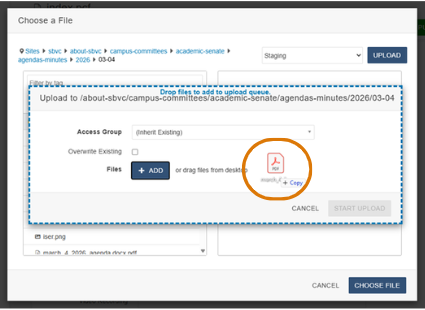 index.pdf
Choose a File
Sites ▸ sbvc ▸ about-sbvc ▸ campus-committees ▸ academic-senate ▸
agendas-minutes ▸ 2026 ▸ 03-04
Staging
UPLOAD
Filter by tag
Drop files to add to upload queue.
Upload to /about-sbvc/campus-committees/academic-senate/agendas-minutes/2026/03-04
Access Group
(Inherit Existing)
Overwrite Existing
Files
+ ADD
or drag files from desktop
PDF
+ Copy
CANCEL
START UPLOAD
iser.png
march_4_2026_agenda.docx.pdf
CANCEL
CHOOSE FILE